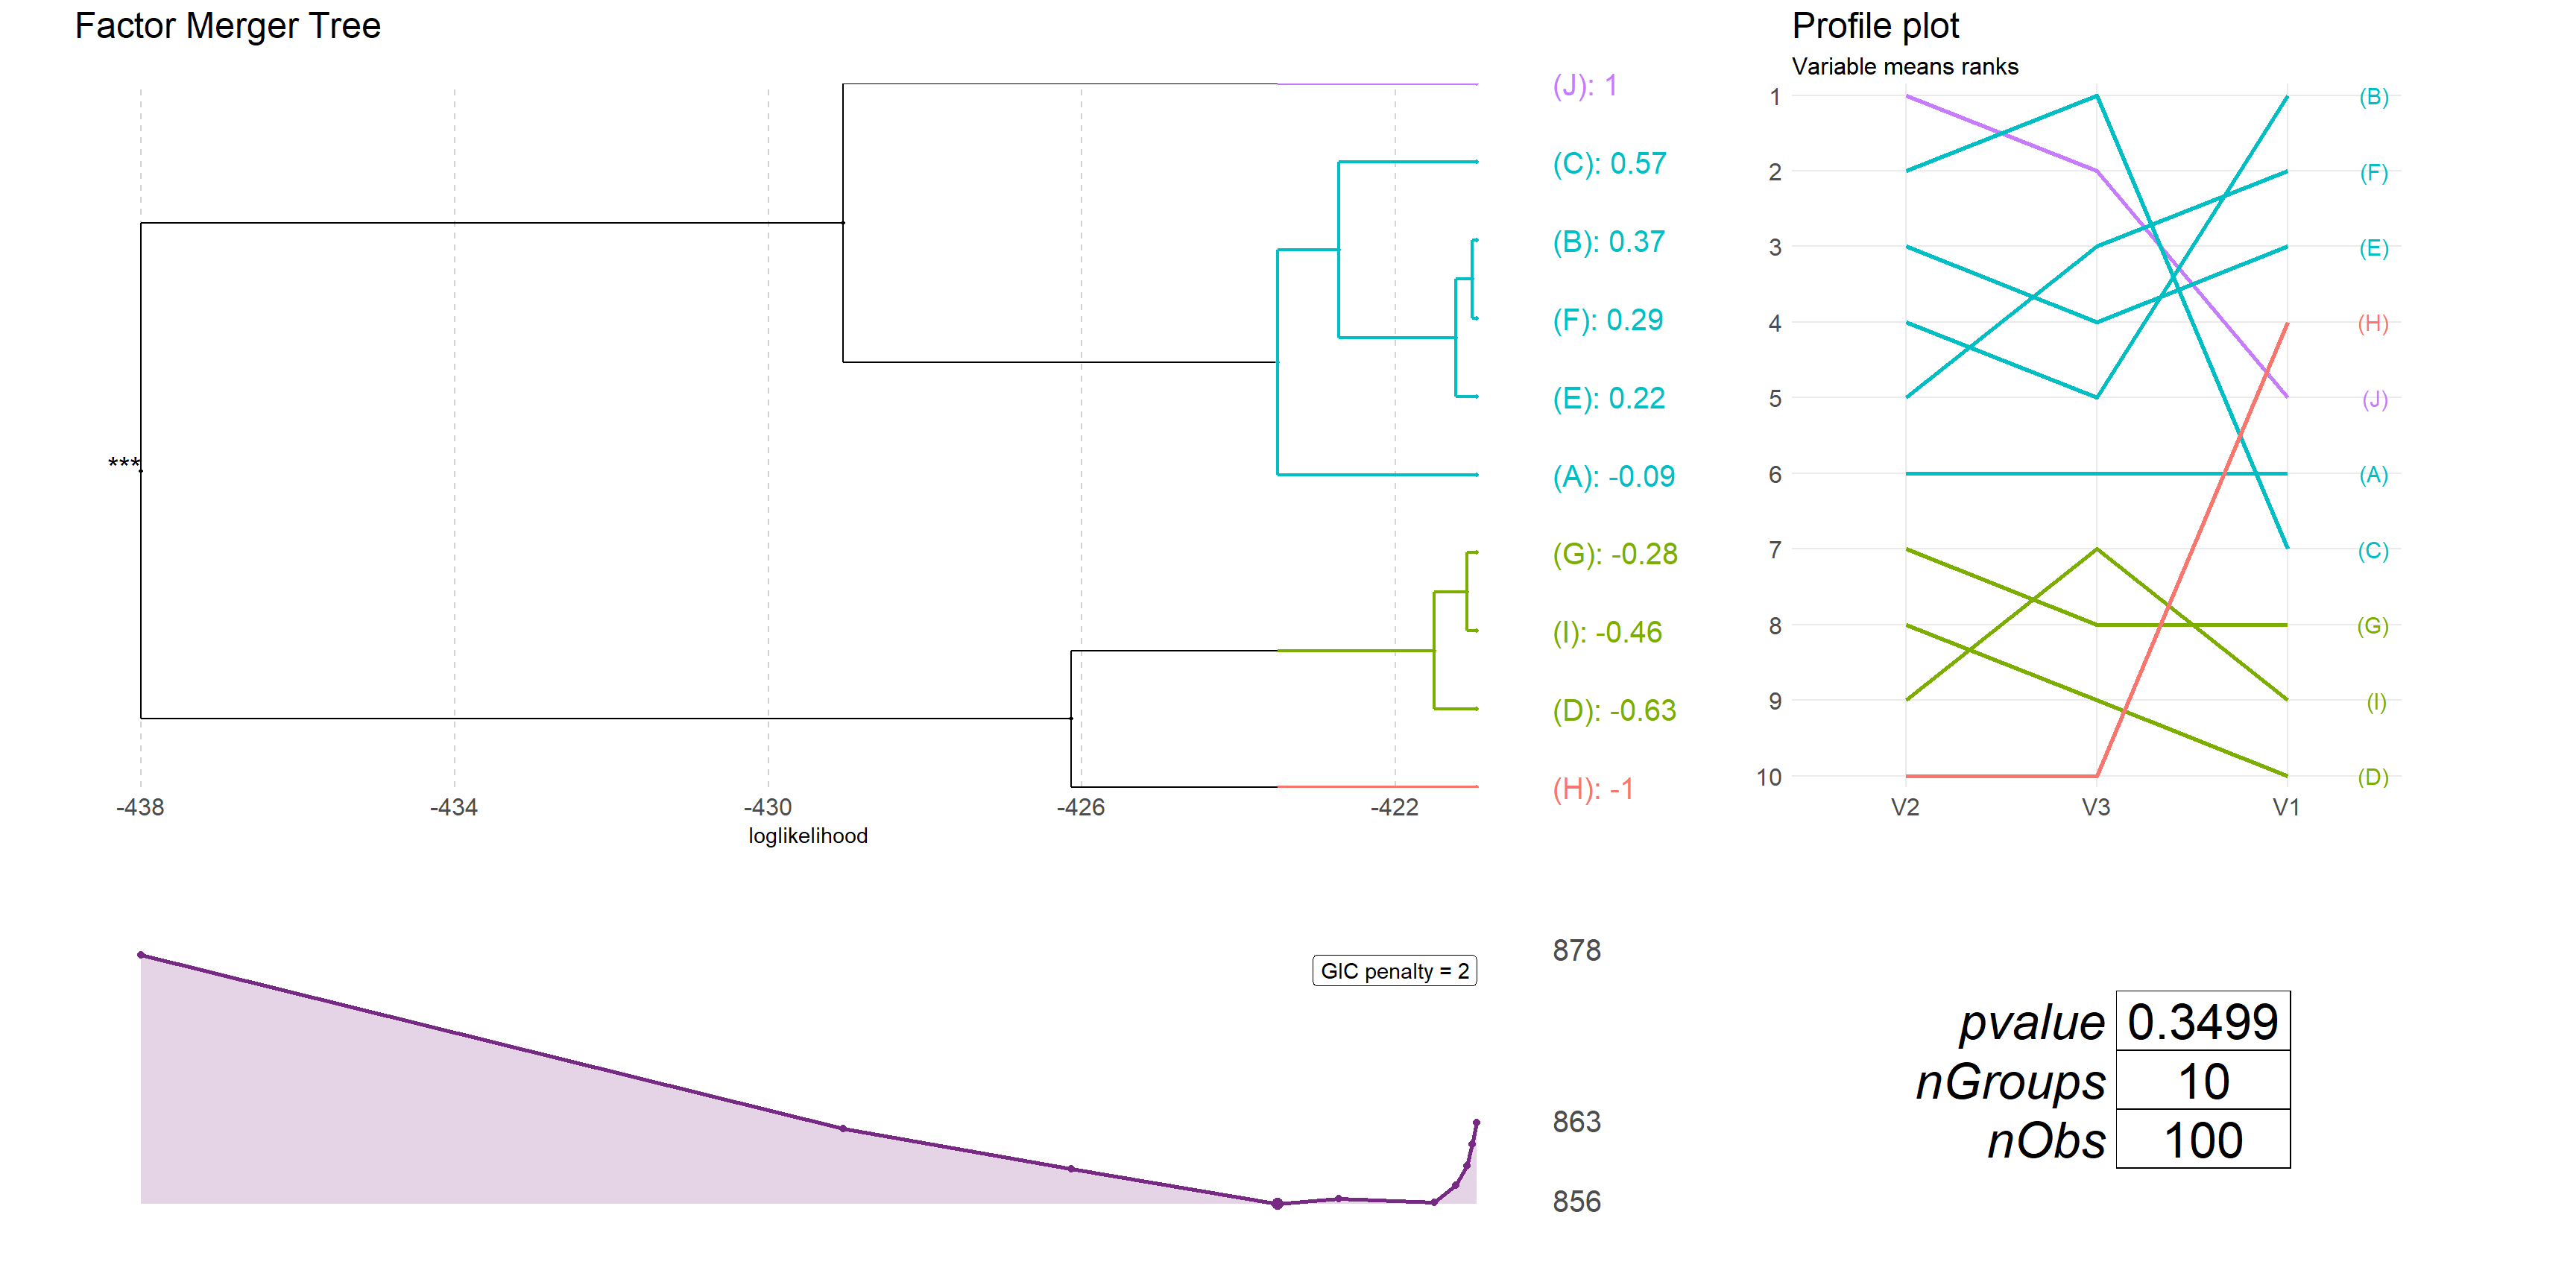 Factor Merger Tree
(J): 1
(C): 0.57
(B): 0.37
(F): 0.29
(E): 0.22
(A): -0.09
(G): -0.28
(I): -0.46
(D): -0.63
(H): -1
***
-438 -434 -430 -426 -422
loglikelihood
Profile plot
Variable means ranks
1 (B)
2 (F)
3 (E)
4 (H)
5 (J)
6 (A)
7 (C)
8 (G)
9 (I)
10 (D)
V2 V3 V1
GIC penalty = 2
878
863
856
pvalue 0.3499
nGroups 10
nObs 100